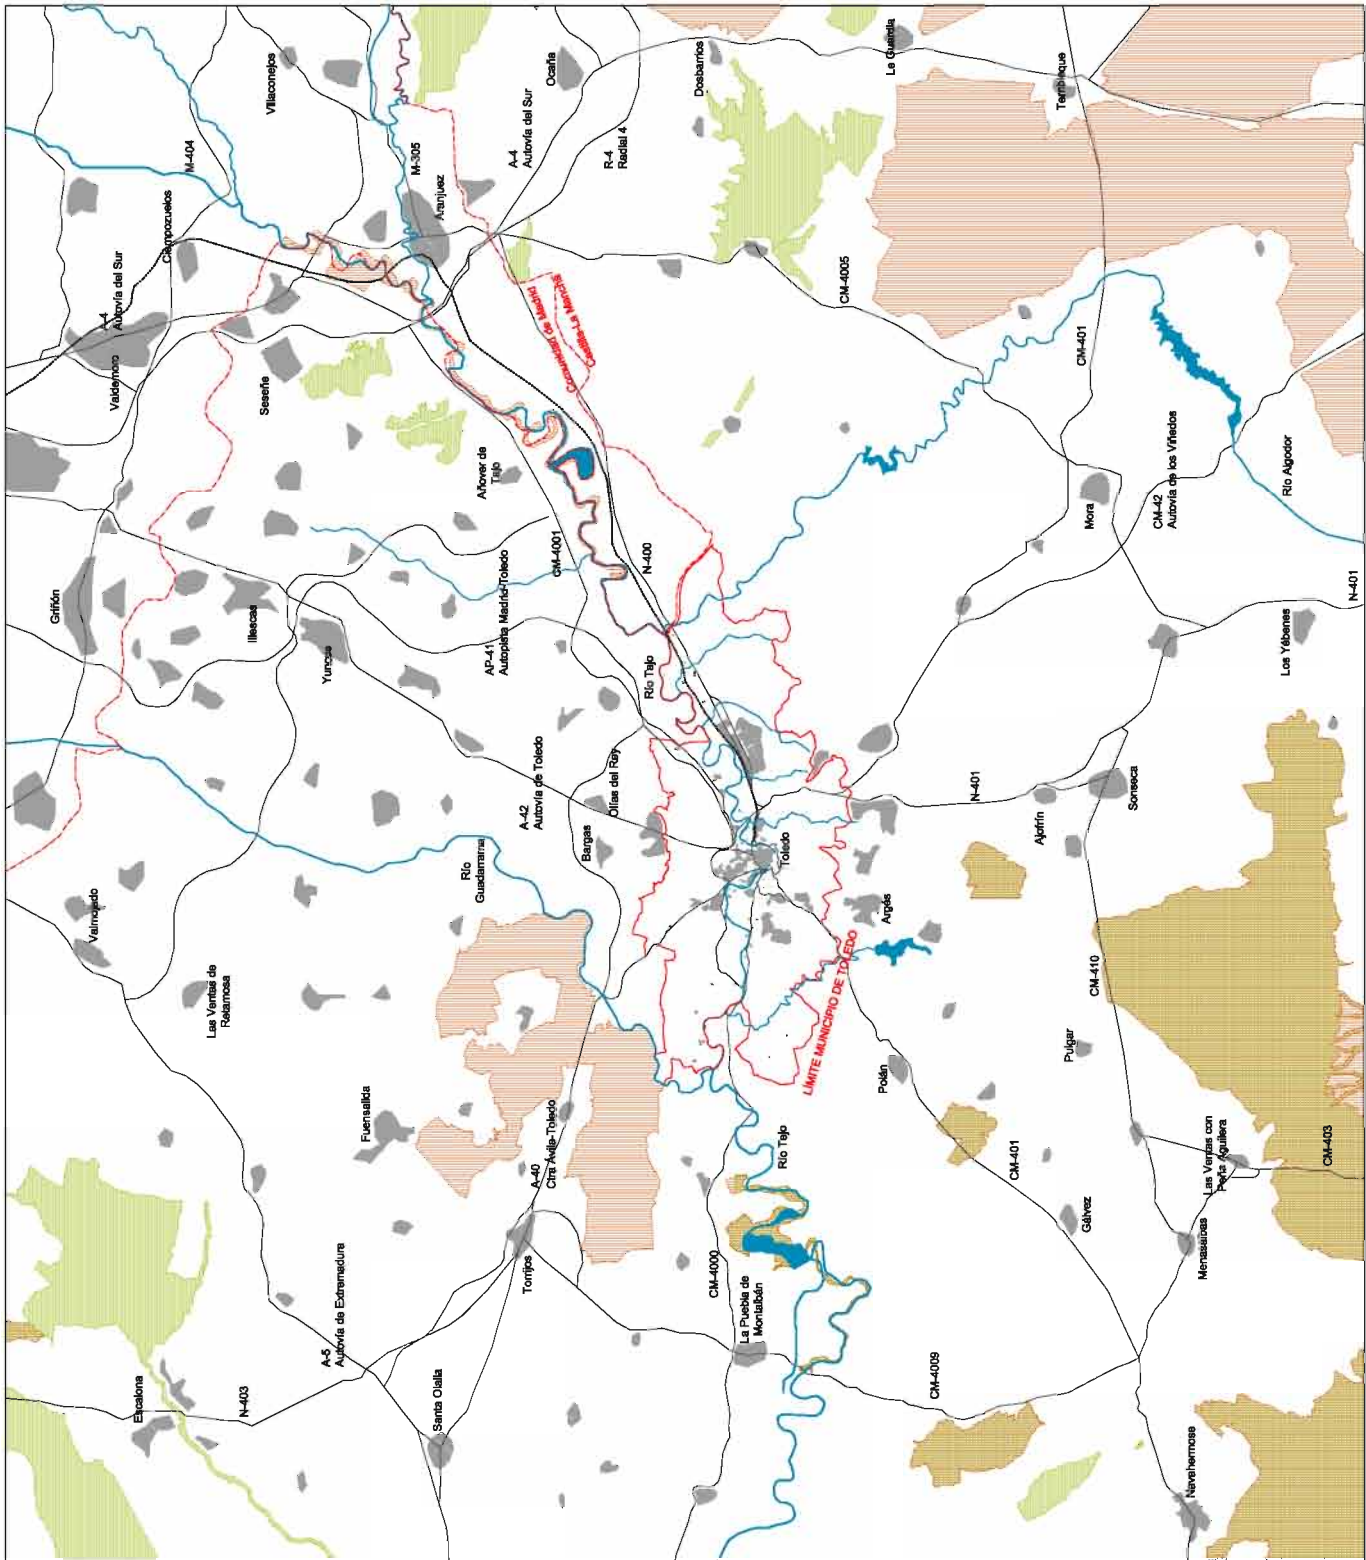 Villaconejos
Ocaña
Dosbarrios
La Guardia
Tembleque
M-404
M-305
A-4
Autovía del Sur
R-4
Radial 4
Aranjuez
Ciempozuelos
A-4
Autovía del Sur
Valdemoro
Seseña
Comunidad de Madrid
Castilla-La Mancha
CM-4005
CM-401
Añover de
Tajo
CM-42
Autovía de los Viñedos
Río Algodor
Mora
CM-4001
N-400
Griñón
Illescas
Yuncos
AP-41
Autopista Madrid-Toledo
Río Tajo
N-401
Los Yébenes
A-42
Autovía de Toledo
Olías del Rey
Bargas
N-401
Ajofrín
Sonseca
Río
Guadarrama
Toledo
Argés
Valmojado
Las Ventas de
Retamosa
LÍMITE MUNICIPIO DE TOLEDO
CM-410
Pulgar
Polán
Fuensalida
A-40
Ctra Ávila-Toledo
Río Tajo
CM-401
Las Ventas con
Peña Aguilera
CM-403
Gálvez
Menasalbas
Torrijos
CM-4000
La Puebla de
Montalbán
A-5
Autovía de Extremadura
Escalona
N-403
Santa Olalla
CM-4009
Navahermosa